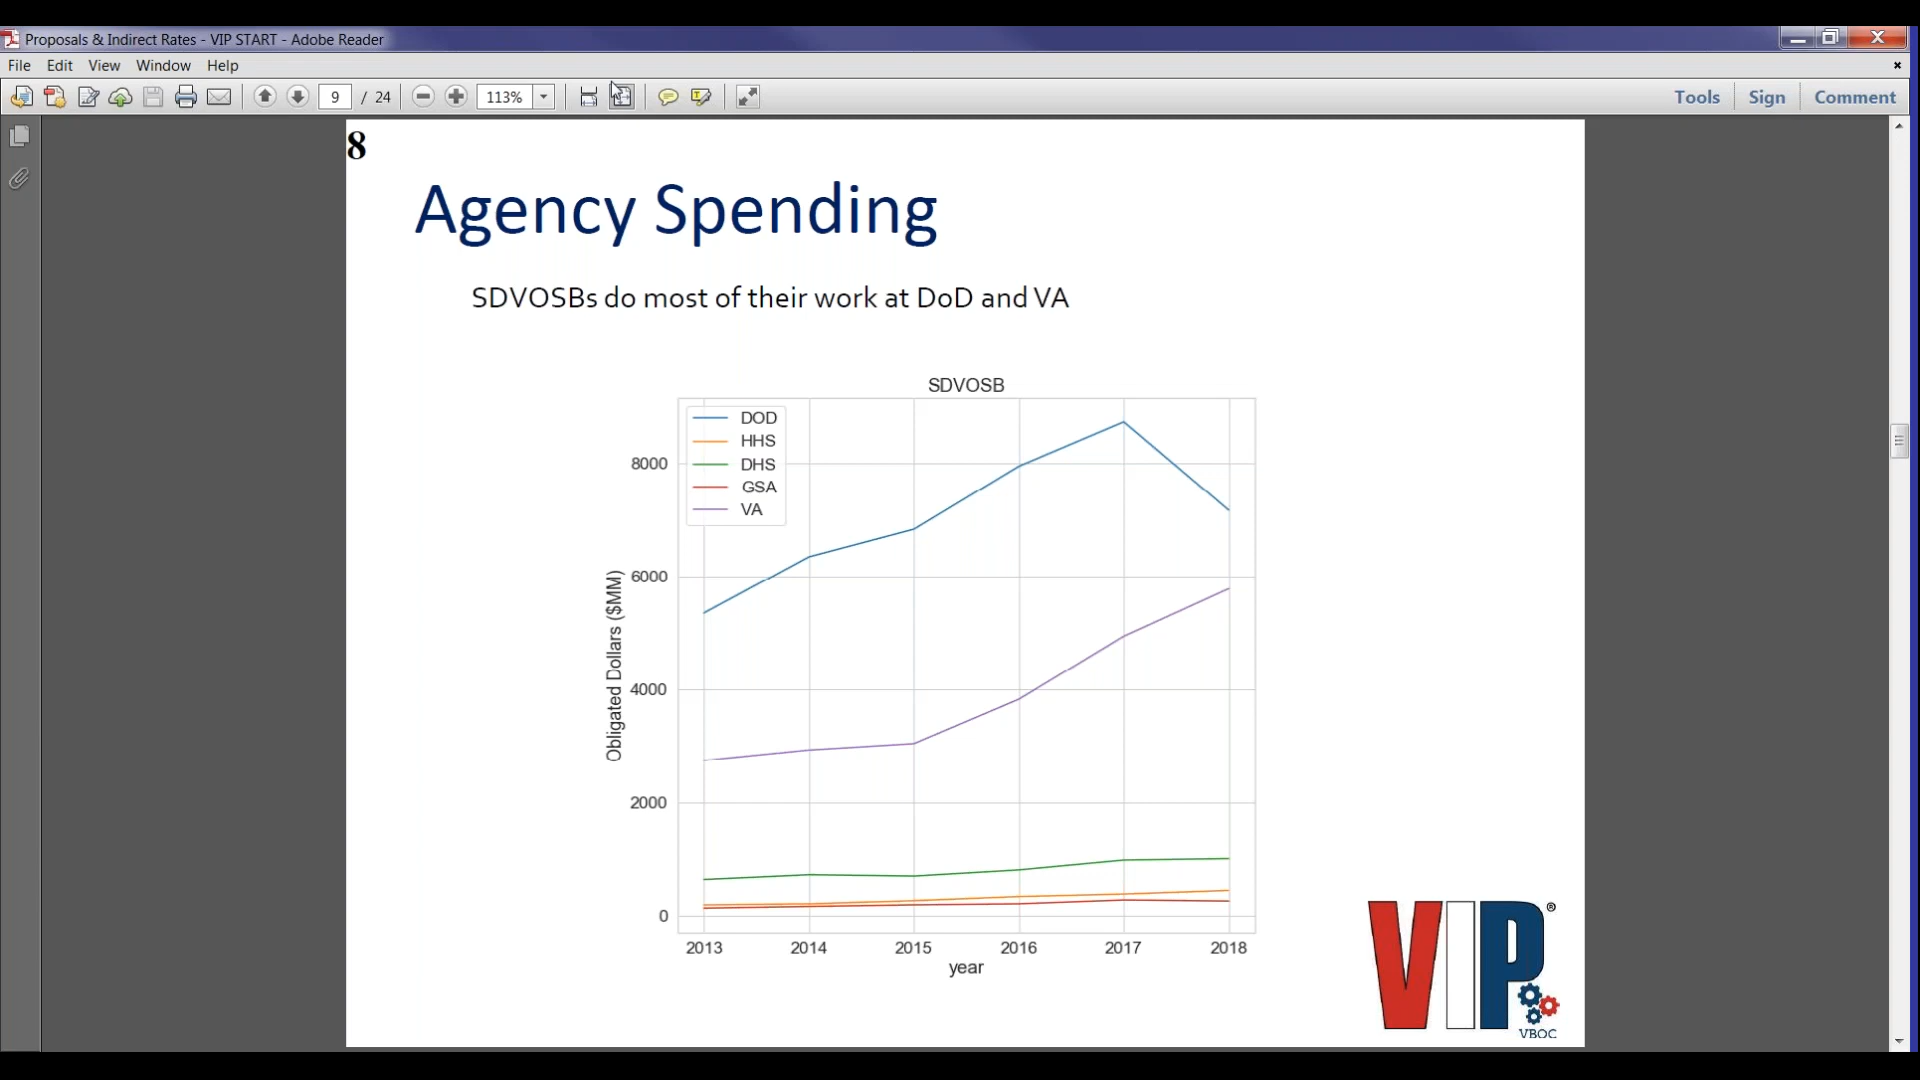 Proposals & Indirect Rates - VIP START - Adobe Reader
File Edit View Window Help
9 / 24 113% Tools Sign Comment
8
Agency Spending
SDVOSBs do most of their work at DoD and VA
SDVOSB
DOD
HHS
DHS
GSA
VA
8000
6000
4000
2000
0
Obligated Dollars ($MM)
2013 2014 2015 2016 2017 2018
year
VIP®
VBOC